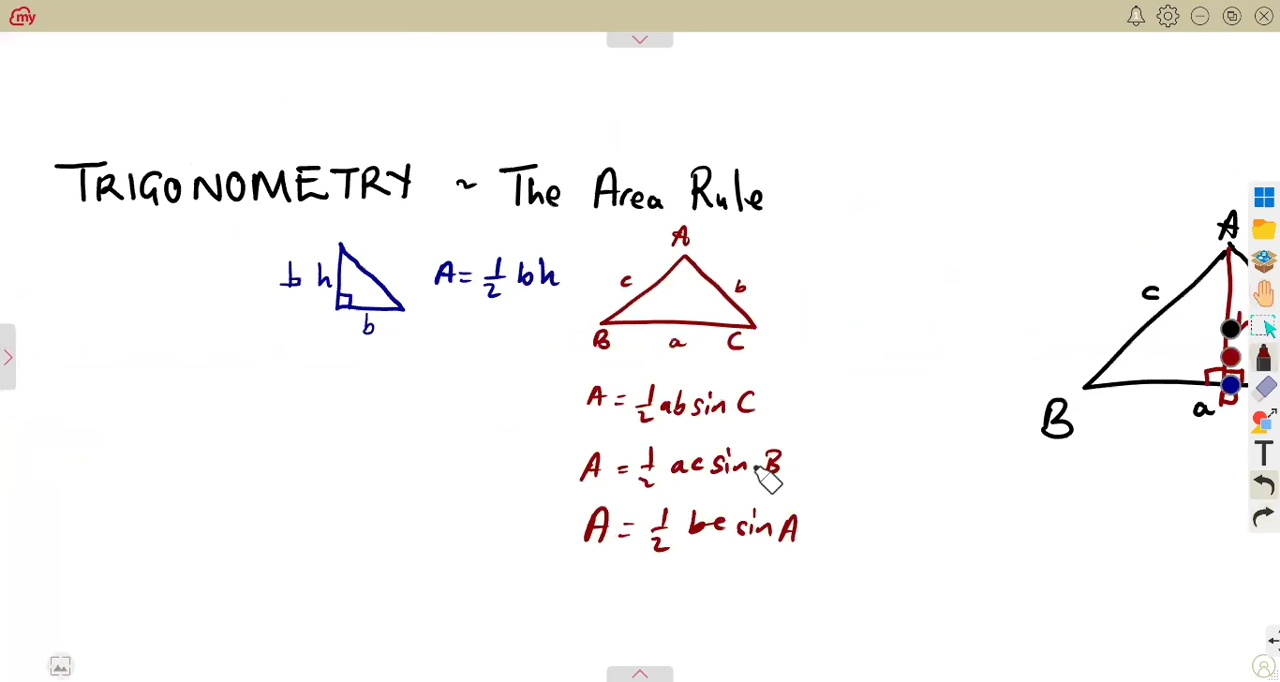 my
TRIGONOMETRY ~ The Area Rule
b h
b
A = 1/2 bh
A
c
b
B
a
C
A = 1/2 ab sin C
A = 1/2 ac sin B
A = 1/2 bc sin A
A
c
B
a
D
T